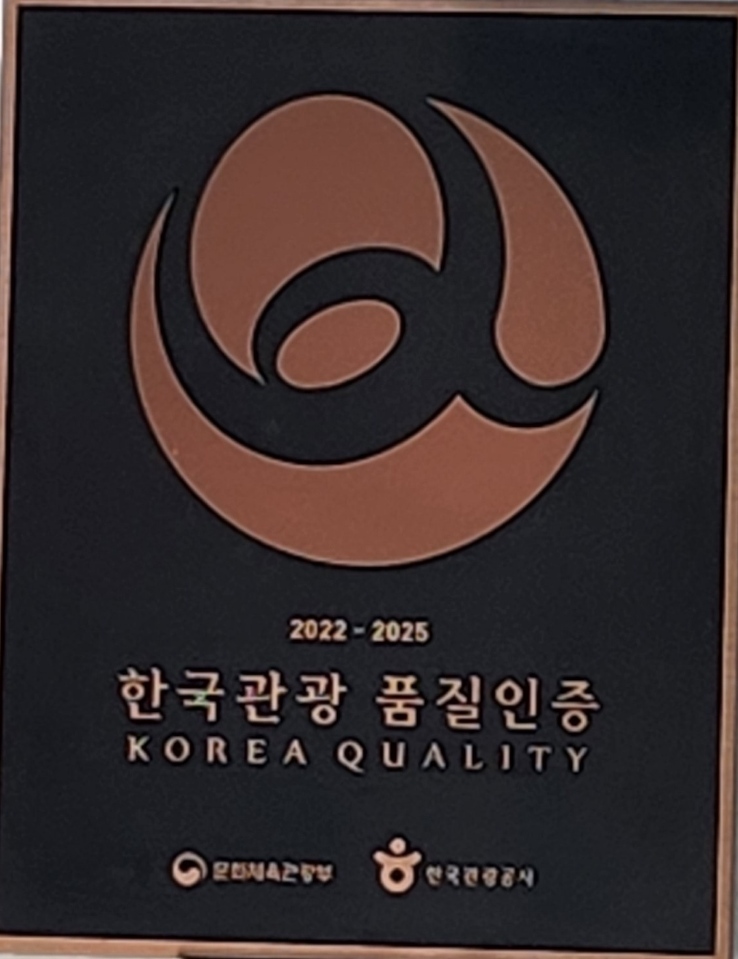 2022 - 2025
한국관광 품질인증
KOREA QUALITY
문화체육관광부 한국관광공사